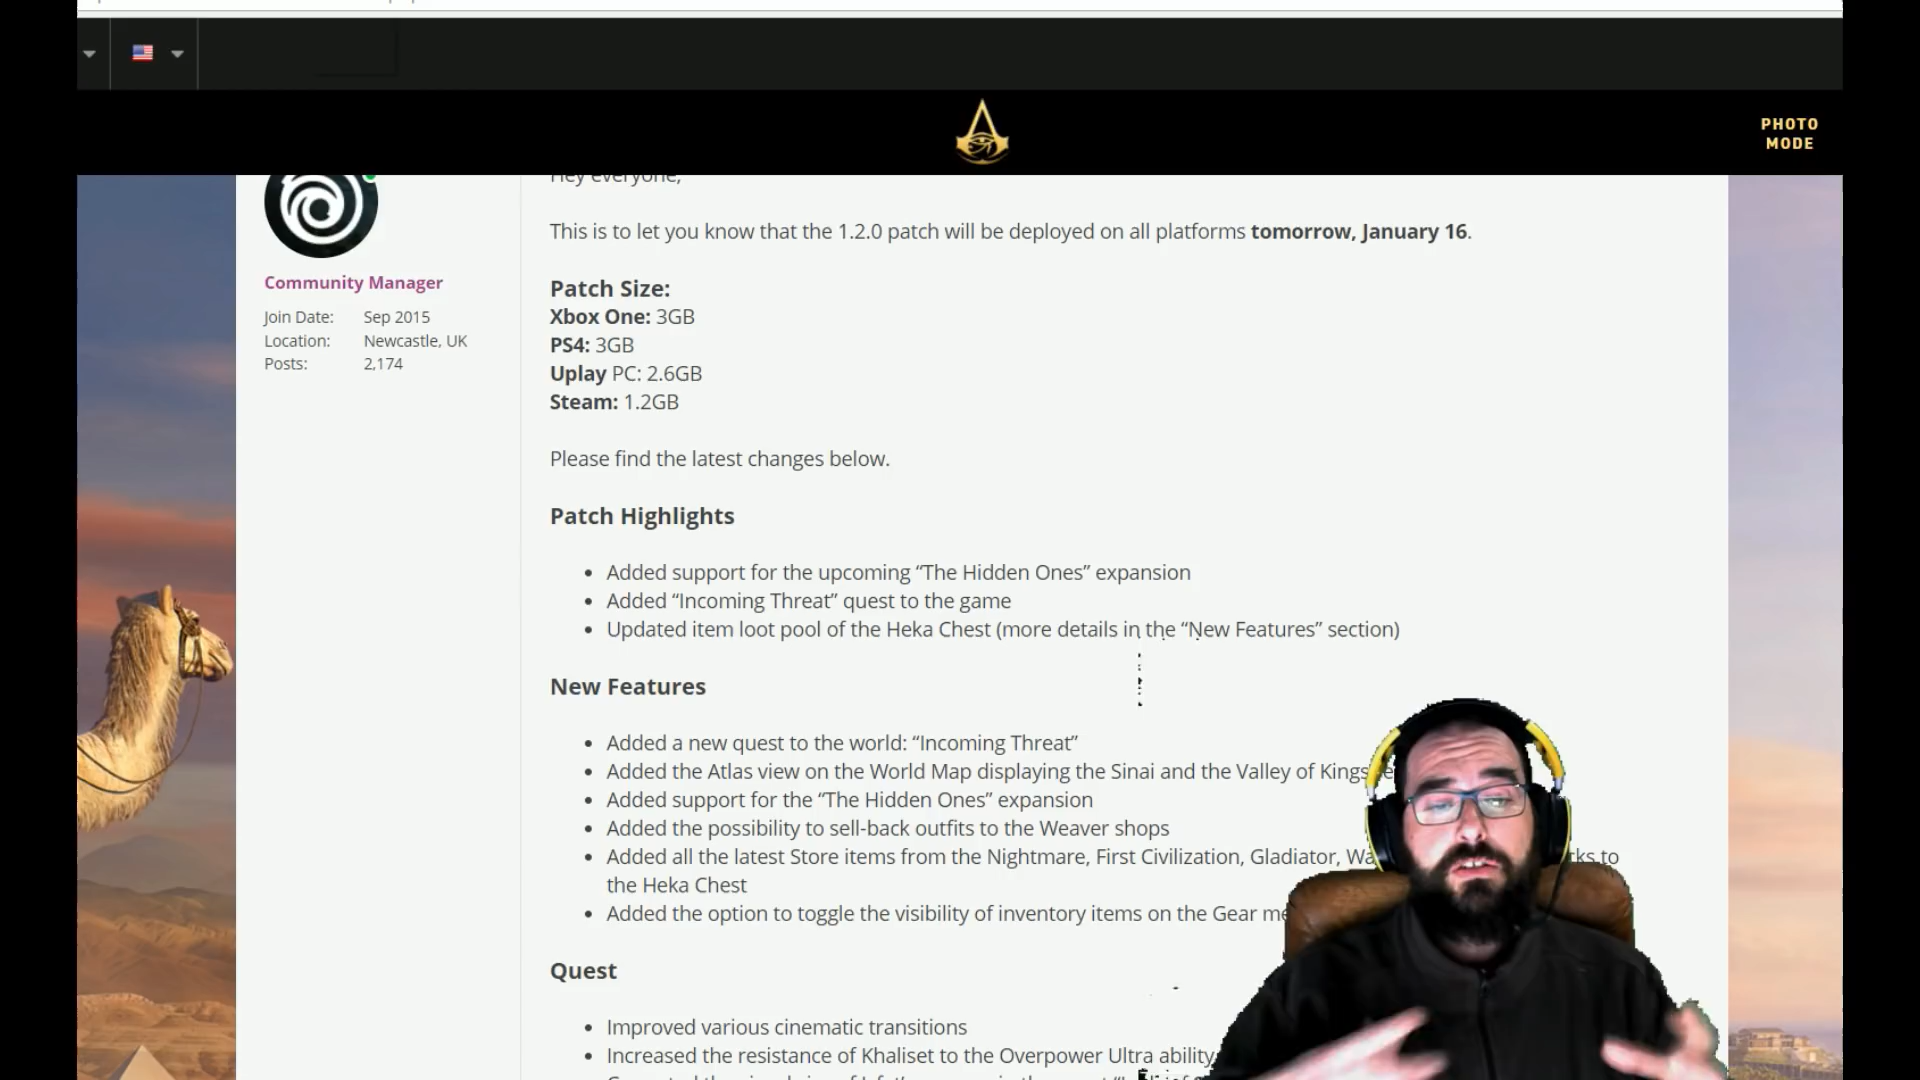 PHOTO
MODE
Hey everyone,
This is to let you know that the 1.2.0 patch will be deployed on all platforms tomorrow, January 16.
Community Manager
Join Date: Sep 2015
Location: Newcastle, UK
Posts: 2,174
Patch Size:
Xbox One: 3GB
PS4: 3GB
Uplay PC: 2.6GB
Steam: 1.2GB
Please find the latest changes below.
Patch Highlights
• Added support for the upcoming “The Hidden Ones” expansion
• Added “Incoming Threat” quest to the game
• Updated item loot pool of the Heka Chest (more details in the “New Features” section)
New Features
• Added a new quest to the world: “Incoming Threat”
• Added the Atlas view on the World Map displaying the Sinai and the Valley of Kings
• Added support for the “The Hidden Ones” expansion
• Added the possibility to sell-back outfits to the Weaver shops
• Added all the latest Store items from the Nightmare, First Civilization, Gladiator, to
the Heka Chest
• Added the option to toggle the visibility of inventory items on the Gear
Quest
• Improved various cinematic transitions
• Increased the resistance of Khaliset to the Overpower Ultra ability